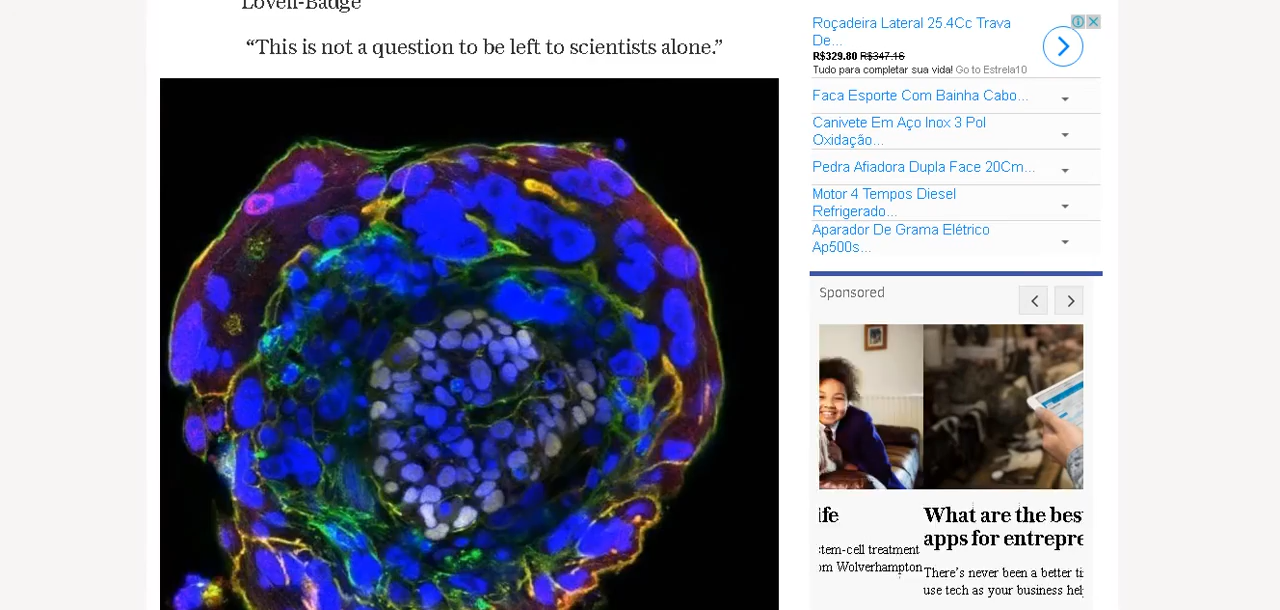 Lovell-Badge
“This is not a question to be left to scientists alone.”
Roçadeira Lateral 25.4Cc Trava
De...
R$329.80 R$347.16
Tudo para completar sua vida! Go to Estrela10
Faca Esporte Com Bainha Cabo...
Canivete Em Aço Inox 3 Pol
Oxidação...
Pedra Afiadora Dupla Face 20Cm...
Motor 4 Tempos Diesel
Refrigerado...
Aparador De Grama Elétrico
Ap500s...
Sponsored
ife
stem-cell treatment
om Wolverhampton
What are the bes
apps for entrepre
There’s never been a better ti
use tech as your business hel